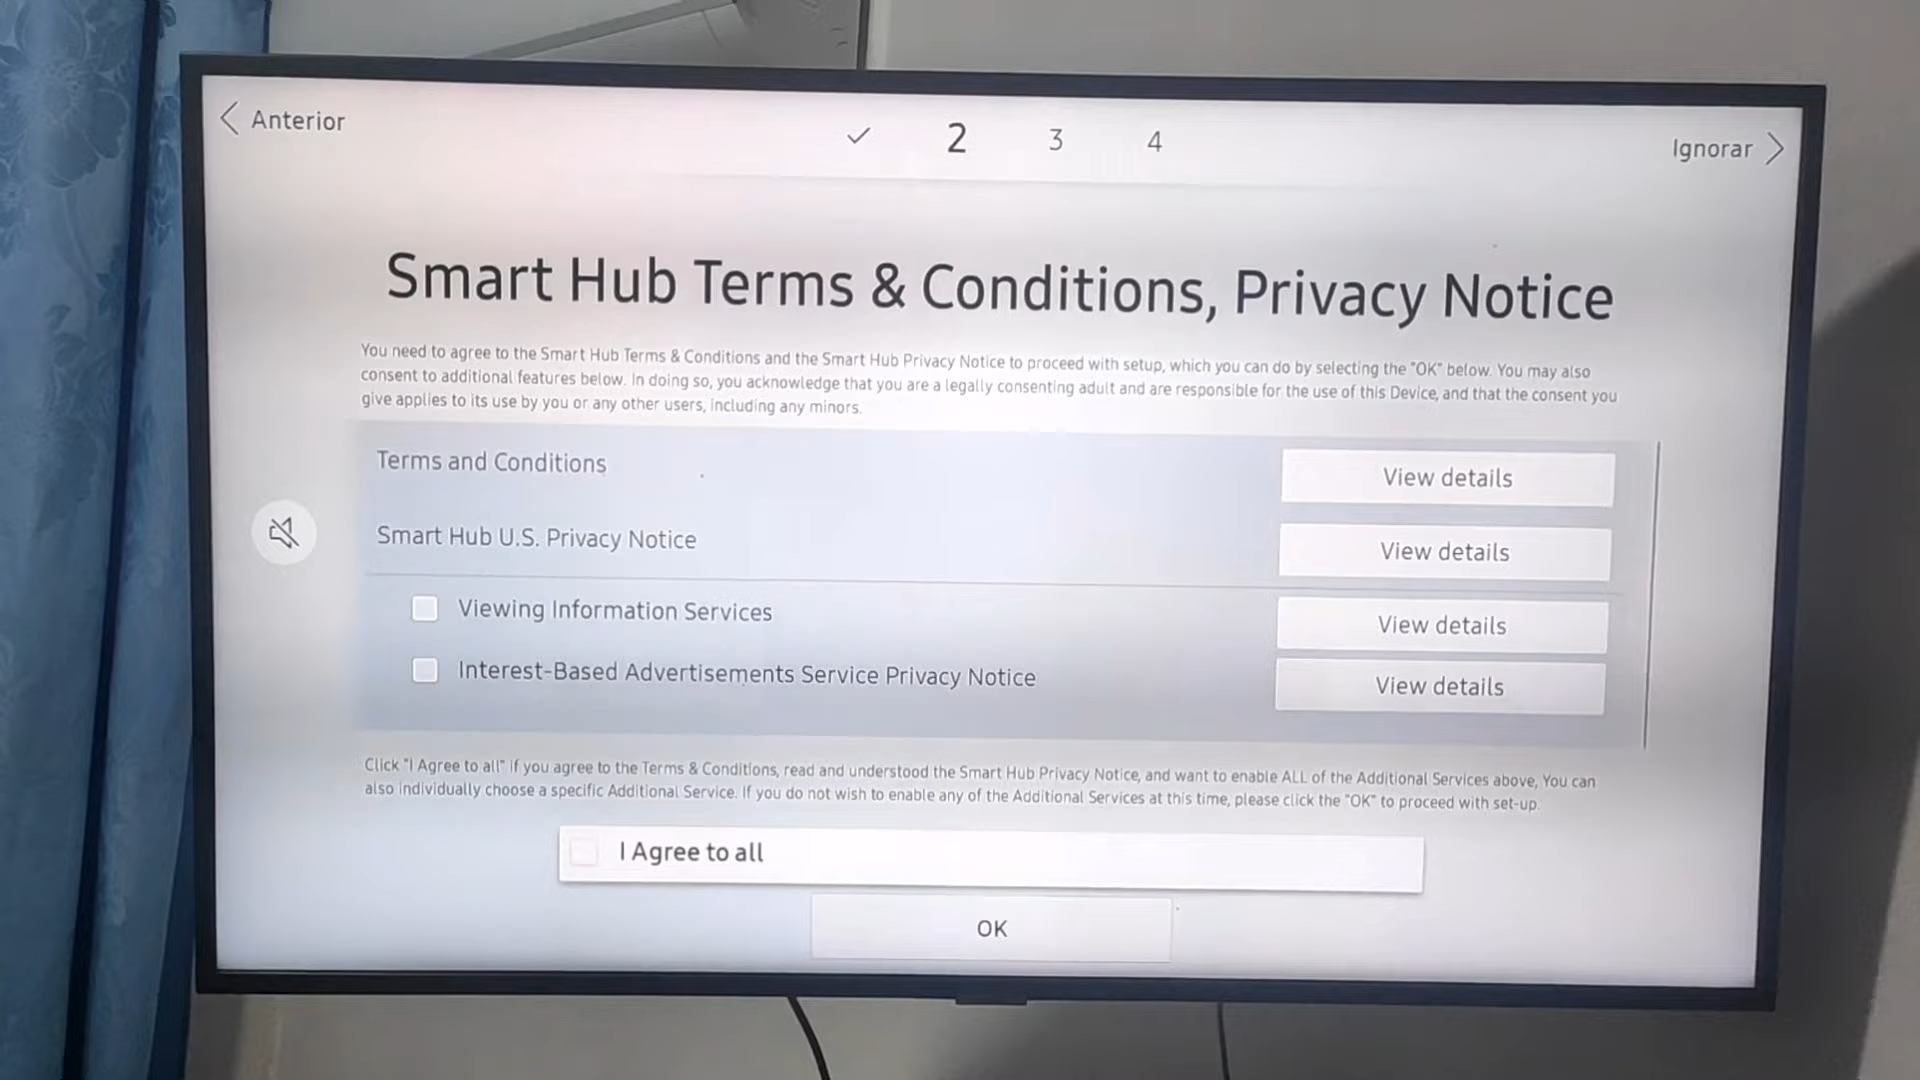 Anterior
2 3 4
Ignorar
Smart Hub Terms & Conditions, Privacy Notice
You need to agree to the Smart Hub Terms & Conditions and the Smart Hub Privacy Notice to proceed with setup, which you can do by selecting the "OK" below. You may also
consent to additional features below. In doing so, you acknowledge that you are a legally consenting adult and are responsible for the use of this Device, and that the consent you
give applies to its use by you or any other users, including any minors.
Terms and Conditions
View details
Smart Hub U.S. Privacy Notice
View details
Viewing Information Services
View details
Interest-Based Advertisements Service Privacy Notice
View details
Click "I Agree to all" if you agree to the Terms & Conditions, read and understood the Smart Hub Privacy Notice, and want to enable ALL of the Additional Services above, You can
also individually choose a specific Additional Service. If you do not wish to enable any of the Additional Services at this time, please click the "OK" to proceed with set-up.
I Agree to all
OK